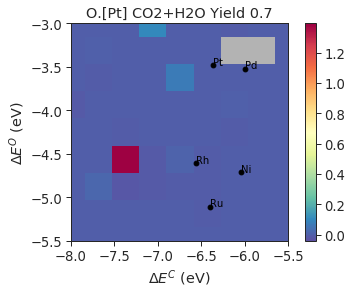 O.[Pt] CO2+H2O Yield 0.7
−3.0
−3.5
−4.0
−4.5
−5.0
−5.5
ΔE^O (eV)
Pt
Pd
Rh
Ni
Ru
−8.0 −7.5 −7.0 −6.5 −6.0 −5.5
ΔE^C (eV)
1.2
1.0
0.8
0.6
0.4
0.2
0.0